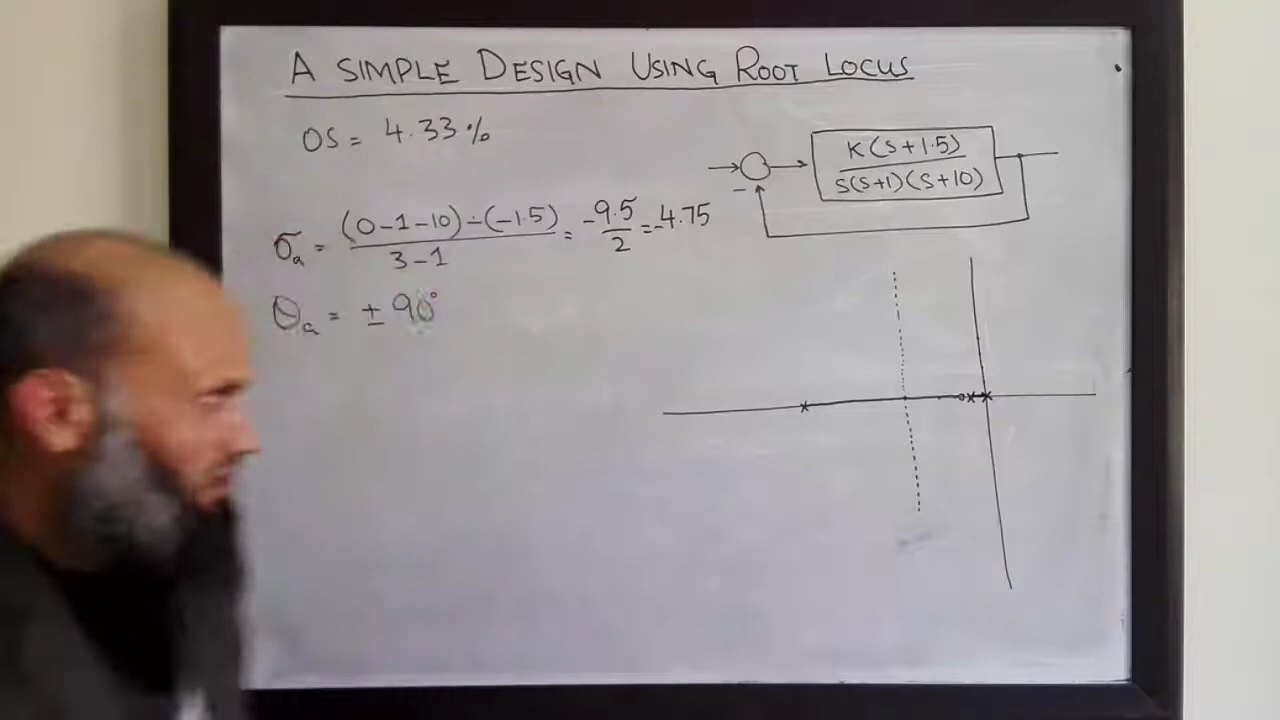 A SIMPLE DESIGN USING ROOT LOCUS
OS = 4.33 %
K(S+1.5)
S(S+1)(S+10)
−
σa = (0-1-10) - (-1.5) / 3-1 = -9.5 / 2 = -4.75
θa = ± 90°